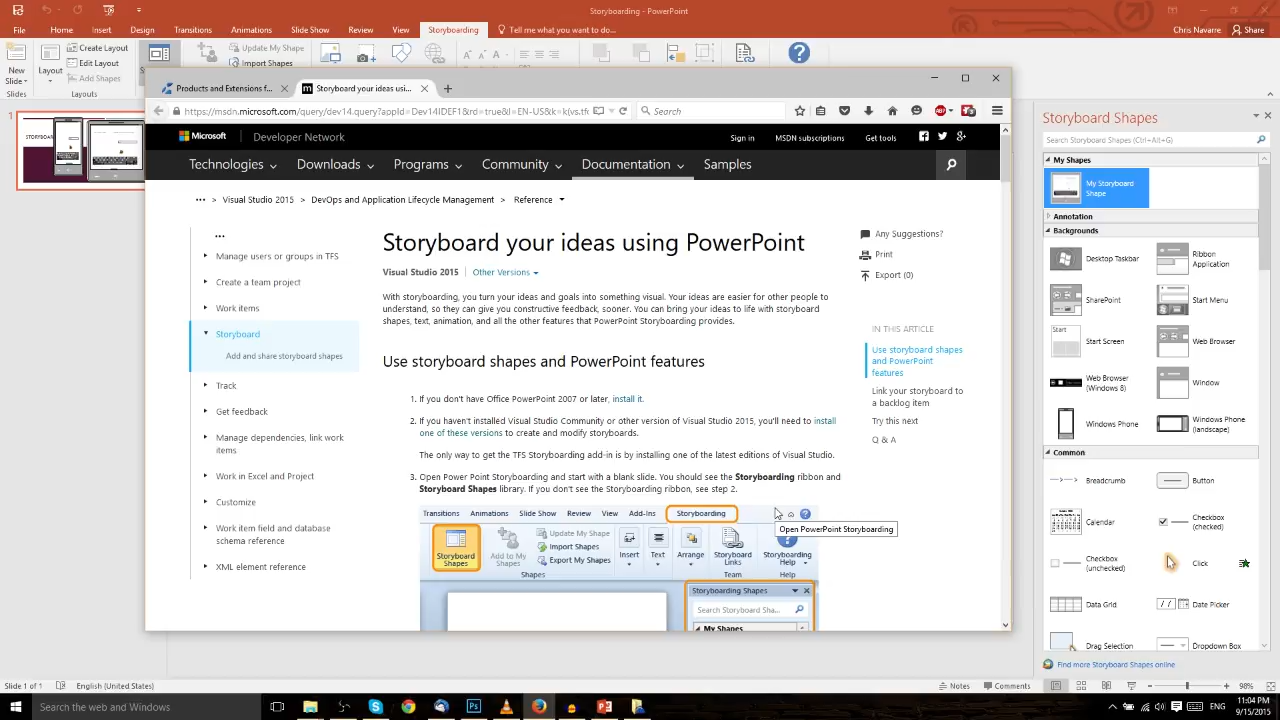 Storyboarding - PowerPoint
File Home Insert Design Transitions Animations Slide Show Review View Storyboarding Tell me what you want to do... Chris Navarre Share
New Slide
Layout
Create Layout
Edit Layout
Add Shapes
Update My Shape
Import Shapes
Slides
Layouts
1
Products and Extensions f...
Storyboard your ideas usin...
https://msdn.microsoft.com/query/dev14.query?appId=Dev14IDEF1&rd=true&l=EN-US&k=k(vs.tf
Search
Microsoft
Developer Network
Sign in
MSDN subscriptions
Get tools
Technologies Downloads Programs Community Documentation Samples
... > Visual Studio 2015 > DevOps and Application Lifecycle Management > Reference
...
Manage users or groups in TFS
Create a team project
Work items
Storyboard
Add and share storyboard shapes
Track
Get feedback
Manage dependencies, link work
items
Work in Excel and Project
Customize
Work item field and database
schema reference
XML element reference
Storyboard your ideas using PowerPoint
Visual Studio 2015 | Other Versions
With storyboarding, you turn your ideas and goals into something visual. Your ideas are easier for other people to
understand, so they can give you constructive feedback, sooner. You can bring your ideas to life with storyboard
shapes, text, animation, and all the other features that PowerPoint Storyboarding provides.
Use storyboard shapes and PowerPoint features
1. If you don't have Office PowerPoint 2007 or later, install it.
2. If you haven't installed Visual Studio Community or other version of Visual Studio 2015, you'll need to install
one of these versions to create and modify storyboards.
The only way to get the TFS Storyboarding add-in is by installing one of the latest editions of Visual Studio.
3. Open Power Point Storyboarding and start with a blank slide. You should see the Storyboarding ribbon and
Storyboard Shapes library. If you don't see the Storyboarding ribbon, see step 2.
Transitions Animations Slide Show Review View Add-Ins Storyboarding
Open PowerPoint Storyboarding
Storyboard
Shapes
Add to My
Shapes
Update My Shape
Import Shapes
Export My Shapes
Insert
Text
Arrange
Storyboard
Links
Storyboarding
Help
Shapes
Team
Help
Storyboarding Shapes
Search Storyboard Sha...
My Shapes
Any Suggestions?
Print
Export (0)
IN THIS ARTICLE
Use storyboard shapes
and PowerPoint
features
Link your storyboard to
a backlog item
Try this next
Q & A
Storyboard Shapes
Search Storyboard Shapes (Ctrl+Alt+G)
My Shapes
My Storyboard
Shape
Annotation
Backgrounds
Desktop Taskbar
Ribbon
Application
SharePoint
Start Menu
Start
Start Screen
Web Browser
Web Browser
(Windows 8)
Window
Windows Phone
Windows Phone
(landscape)
Common
Breadcrumb
Button
Calendar
Checkbox
(checked)
Checkbox
(unchecked)
Click
Data Grid
Date Picker
Drag Selection
Dropdown Box
Find more Storyboard Shapes online
Slide 1 of 1
English (United States)
Notes
Comments
98%
Search the web and Windows
ENG
11:04 PM
9/15/2015